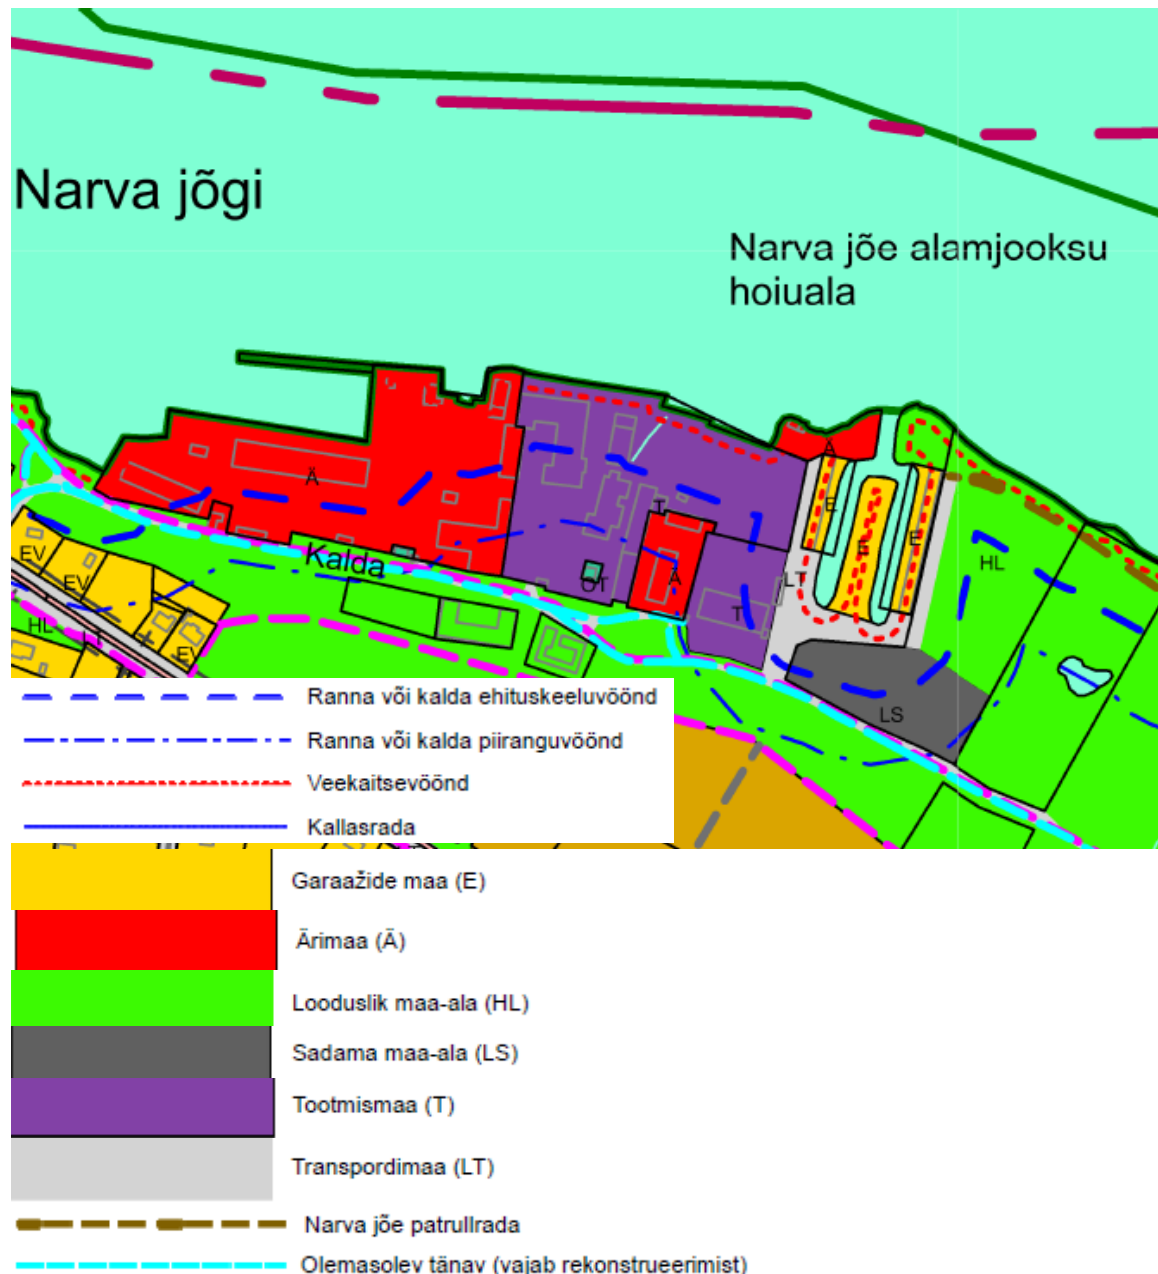 Narva jõgi
Narva jõe alamjooksu
hoiuala
Ä
Ä
E
E
E
T
Ä
T
ÜT
LT
HL
LS
Kalda
EV
EV
EV
HL
Ranna või kalda ehituskeeluvöönd
Ranna või kalda piiranguvöönd
Veekaitsevöönd
Kallasrada
Garaažide maa (E)
Ärimaa (Ä)
Looduslik maa-ala (HL)
Sadama maa-ala (LS)
Tootmismaa (T)
Transpordimaa (LT)
Narva jõe patrullrada
Olemasolev tänav (vajab rekonstrueerimist)